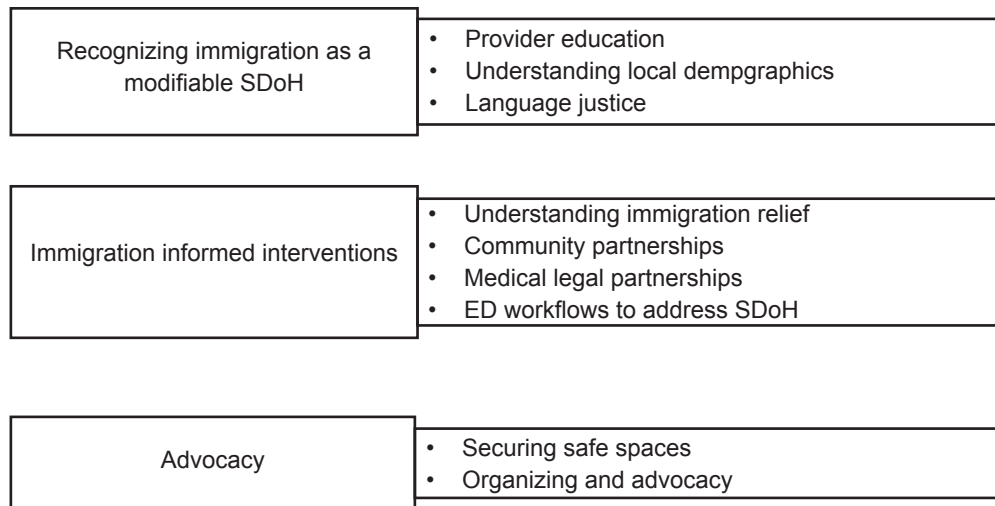 Recognizing immigration as a
modifiable SDoH
• Provider education
• Understanding local dempgraphics
• Language justice
Immigration informed interventions
• Understanding immigration relief
• Community partnerships
• Medical legal partnerships
• ED workflows to address SDoH
Advocacy
• Securing safe spaces
• Organizing and advocacy